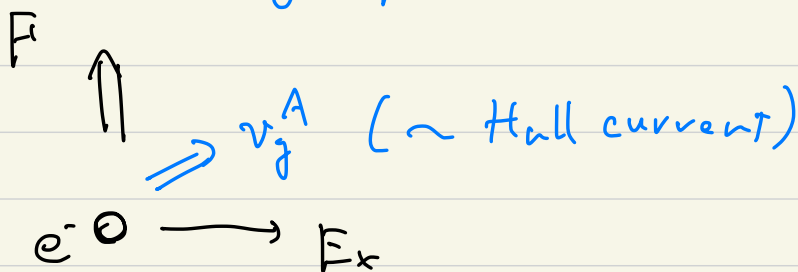 F
v_g^A (~ Hall current)
e^- → E_x